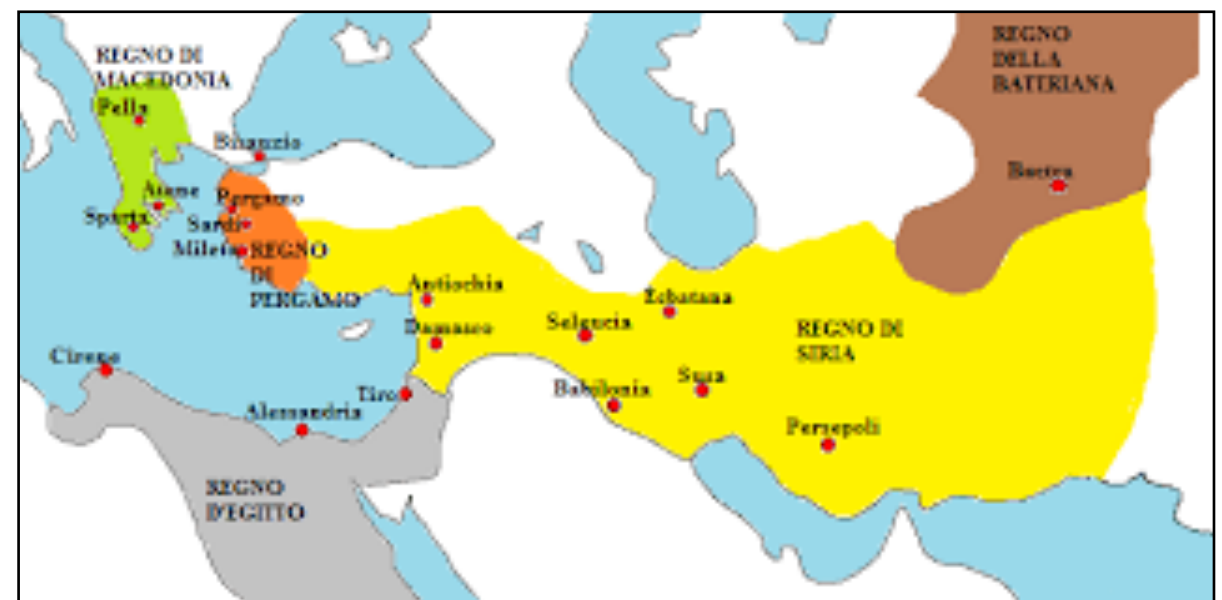 REGNO DI
MACEDONIA
Pella
Bisanzio
Atene
Sparta
Pergamo
Sardi
Mileto
REGNO
DI
PERGAMO
REGNO
DELLA
BATTRIANA
Bactra
Antiochia
Damasco
Seleucia
Ecbatana
REGNO DI
SIRIA
Cirene
Tiro
Alessandria
Babilonia
Susa
Persepoli
REGNO
D'EGITTO